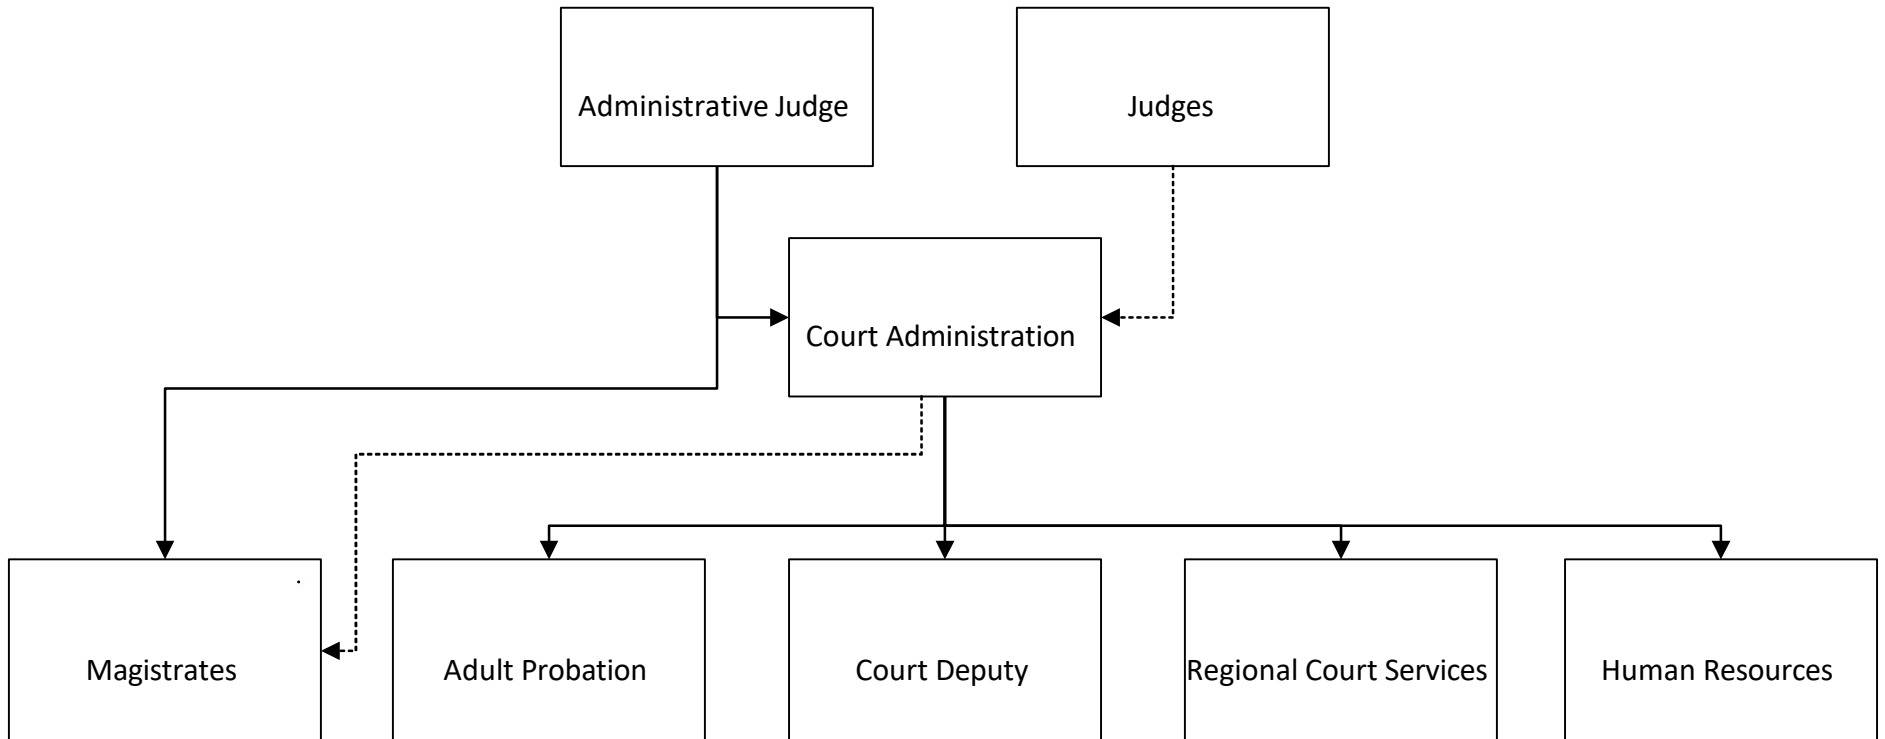 Administrative Judge
Judges
Court Administration
Magistrates
Adult Probation
Court Deputy
Regional Court Services
Human Resources